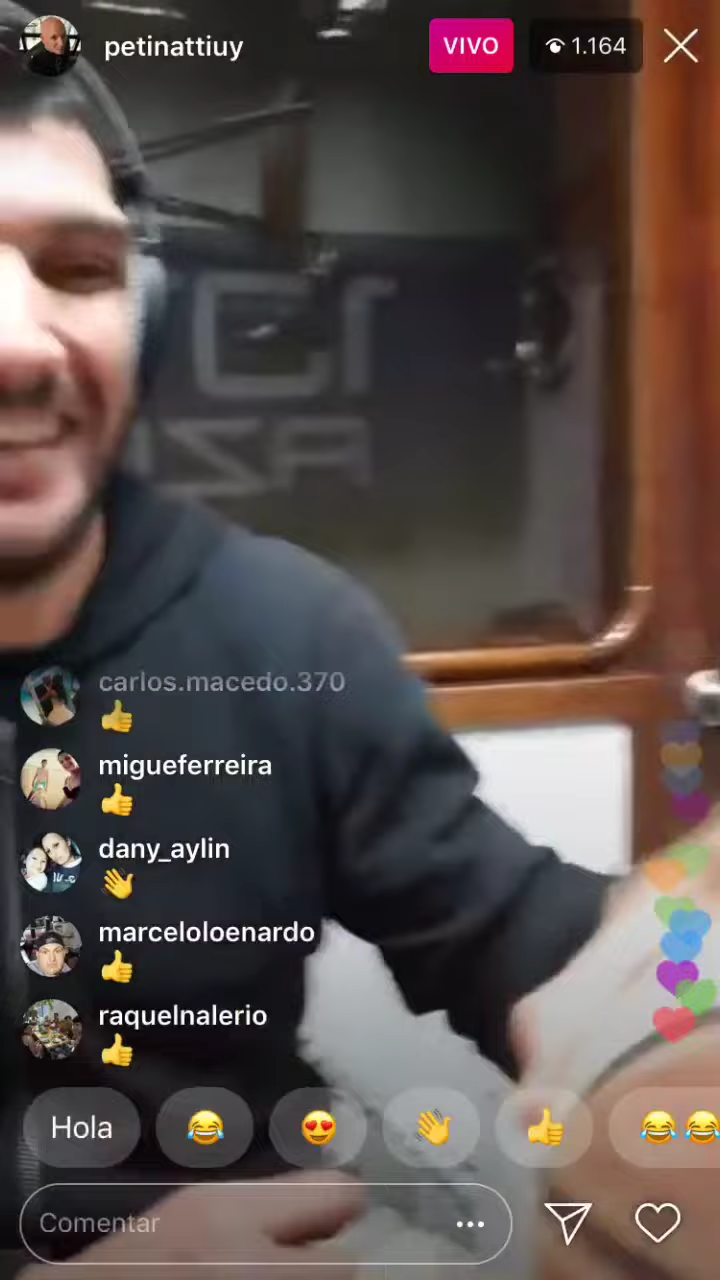 petinattiuy
VIVO
1.164
carlos.macedo.370
👍
migueferreira
👍
dany_aylin
👋
marceloloenardo
👍
raquelnalerio
👍
Hola 😂 😍 👋 👍 😂😂
Comentar